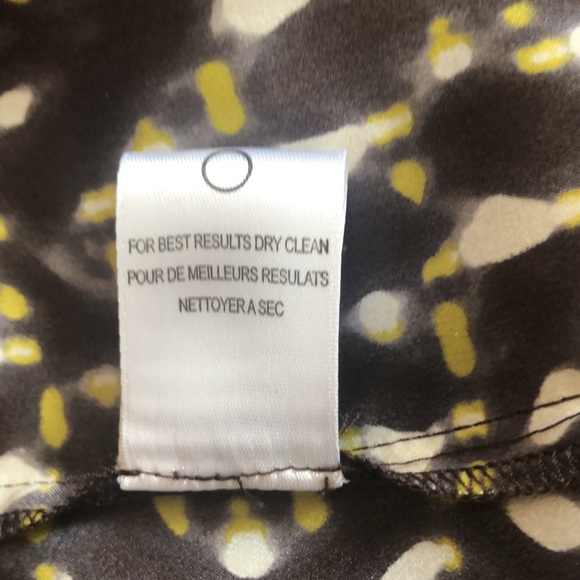 FOR BEST RESULTS DRY CLEAN
POUR DE MEILLEURS RESULATS
NETTOYER A SEC